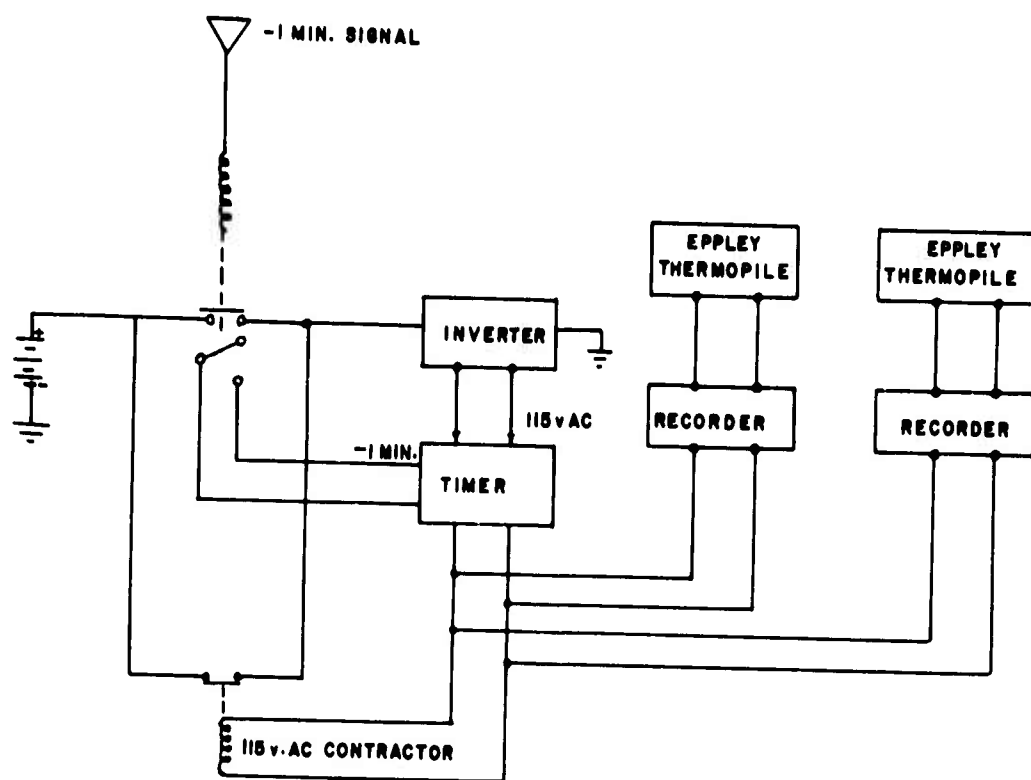 -1 MIN. SIGNAL
EPPLEY
THERMOPILE
EPPLEY
THERMOPILE
INVERTER
115 v AC
RECORDER
RECORDER
-1 MIN.
TIMER
115 v. AC CONTRACTOR